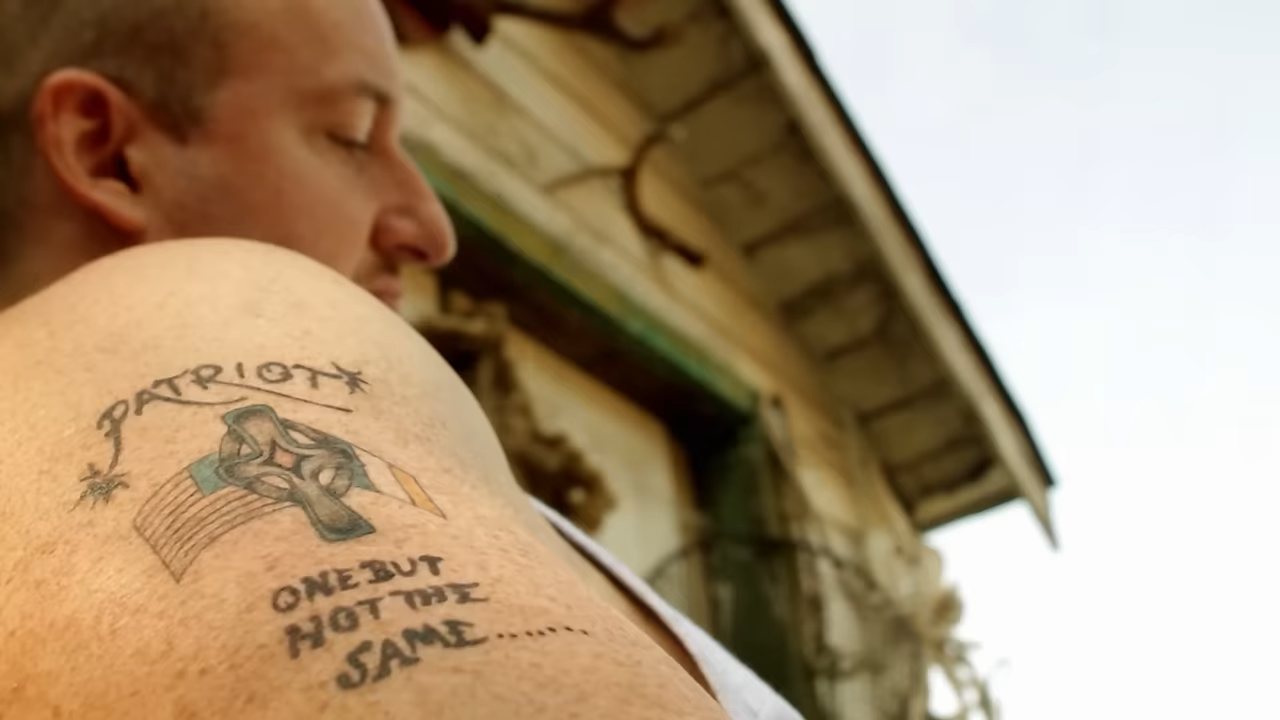 PATRIOT
ONE BUT
NOT THE
SAME.......